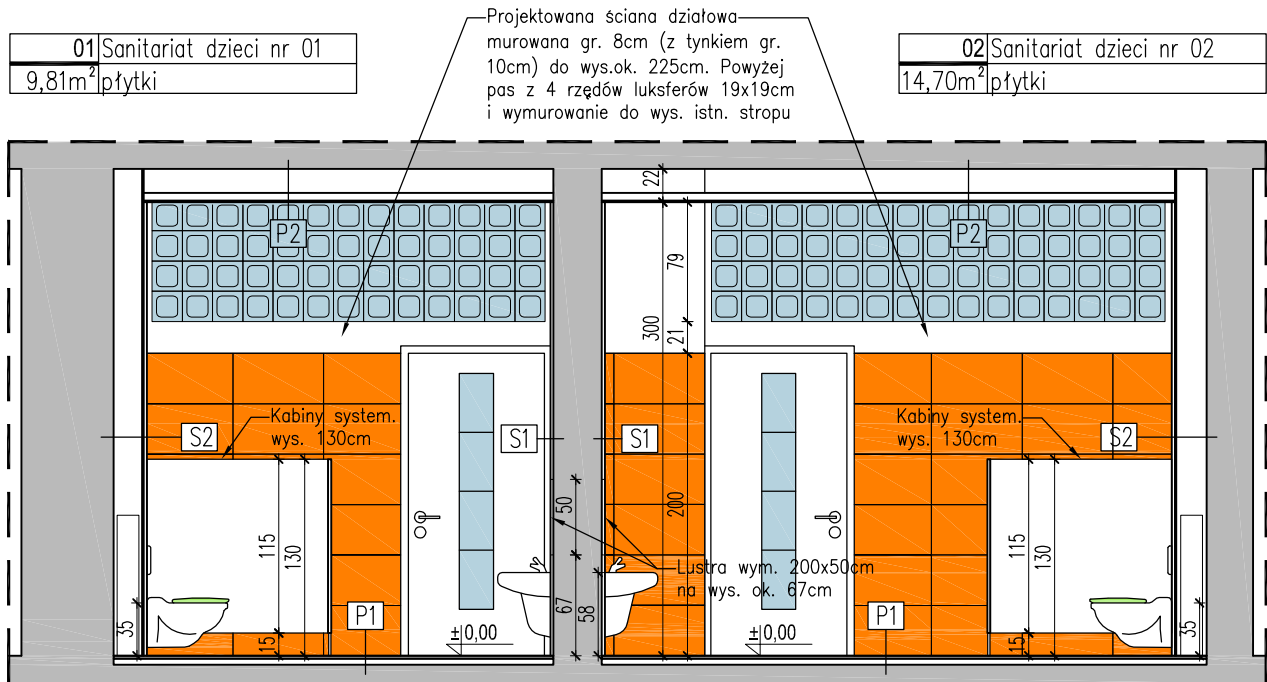 01 Sanitariat dzieci nr 01
9,81m² płytki
Projektowana ściana działowa
murowana gr. 8cm (z tynkiem gr.
10cm) do wys.ok. 225cm. Powyżej
pas z 4 rzędów luksferów 19x19cm
i wymurowanie do wys. istn. stropu
02 Sanitariat dzieci nr 02
14,70m² płytki
22
P2
P2
79
300
21
Kabiny system.
wys. 130cm
S2
S1
S1
Kabiny system.
wys. 130cm
S2
50
200
115
130
115
130
Lustra wym. 200x50cm
na wys. ok. 67cm
67
58
35
15
P1
±0,00
±0,00
P1
15
35